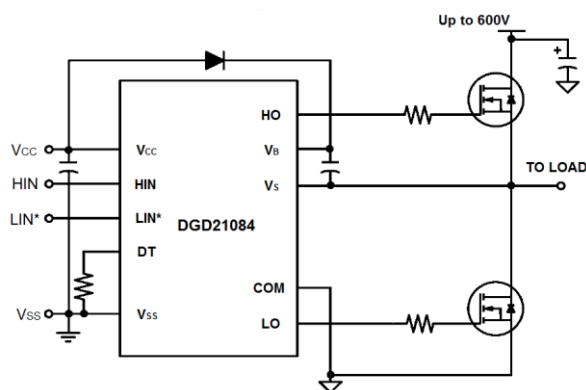 Up to 600V
+
HO
VCC
VCC
VB
HIN
HIN
VS
TO LOAD
LIN*
LIN*
DGD21084
DT
COM
VSS
VSS
LO